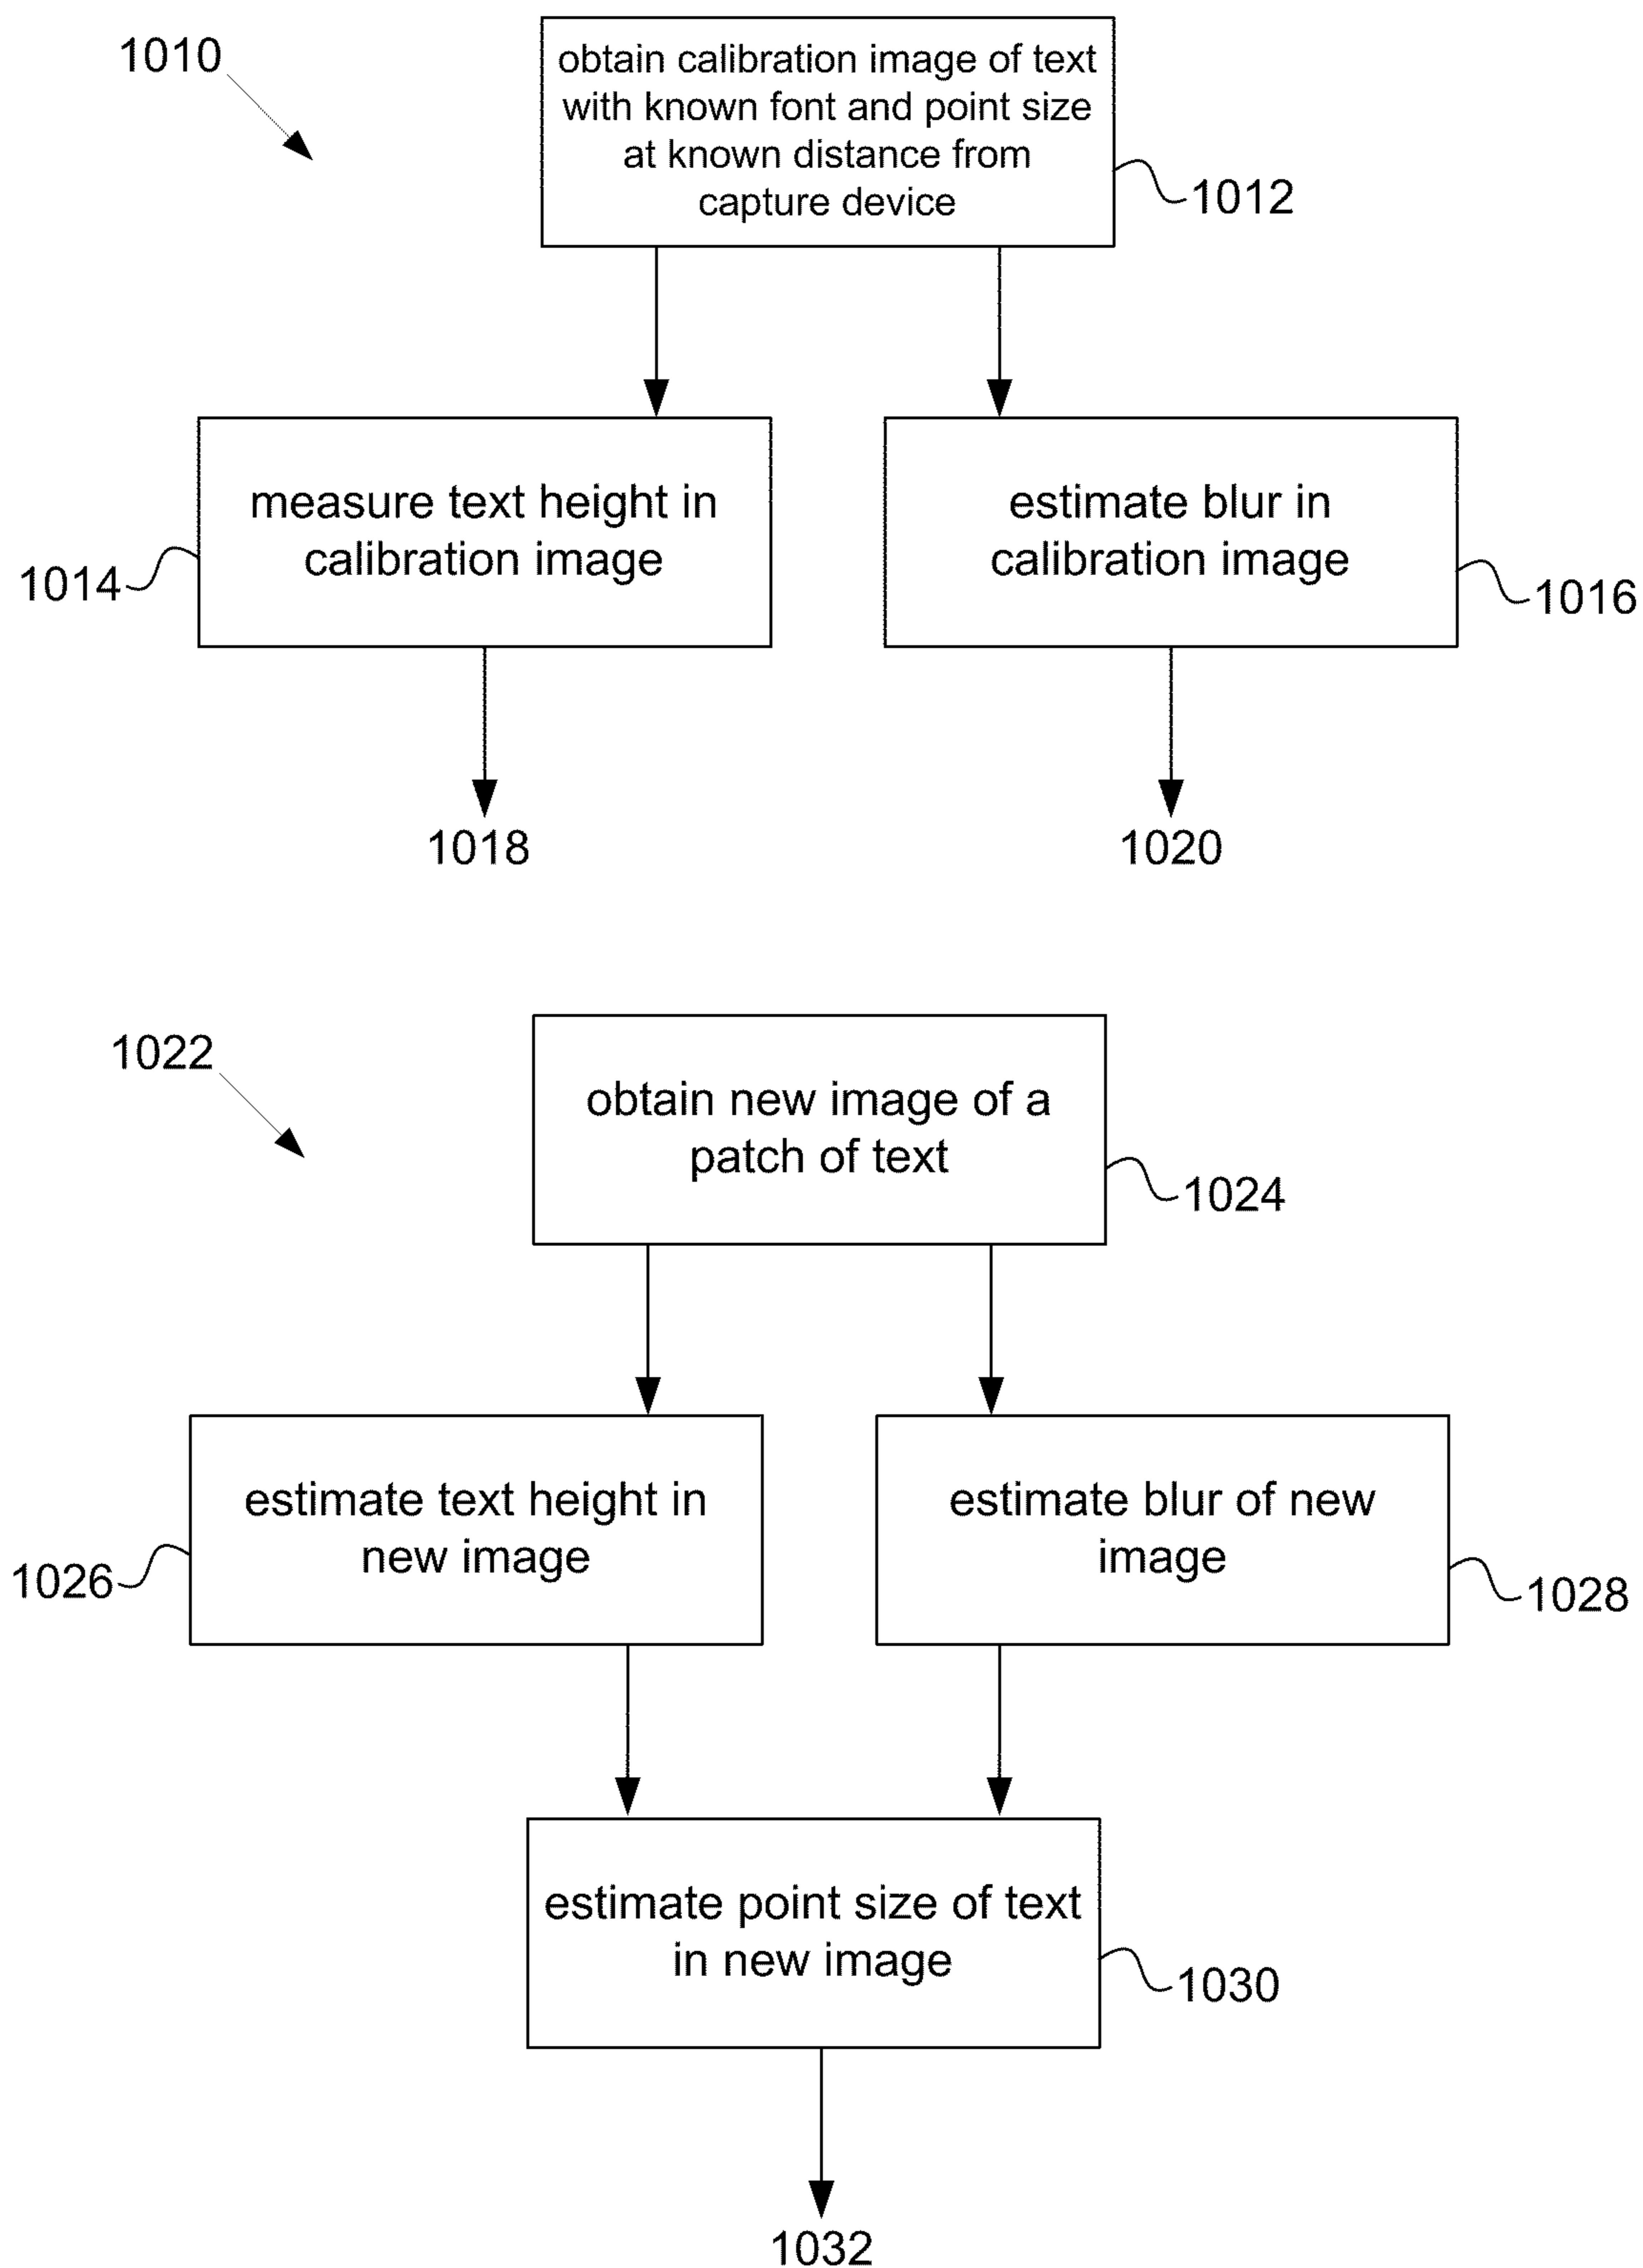 1010
obtain calibration image of text
with known font and point size
at known distance from
capture device
1012
measure text height in
calibration image
1014
estimate blur in
calibration image
1016
1018
1020
1022
obtain new image of a
patch of text
1024
estimate text height in
new image
1026
estimate blur of new
image
1028
estimate point size of text
in new image
1030
1032